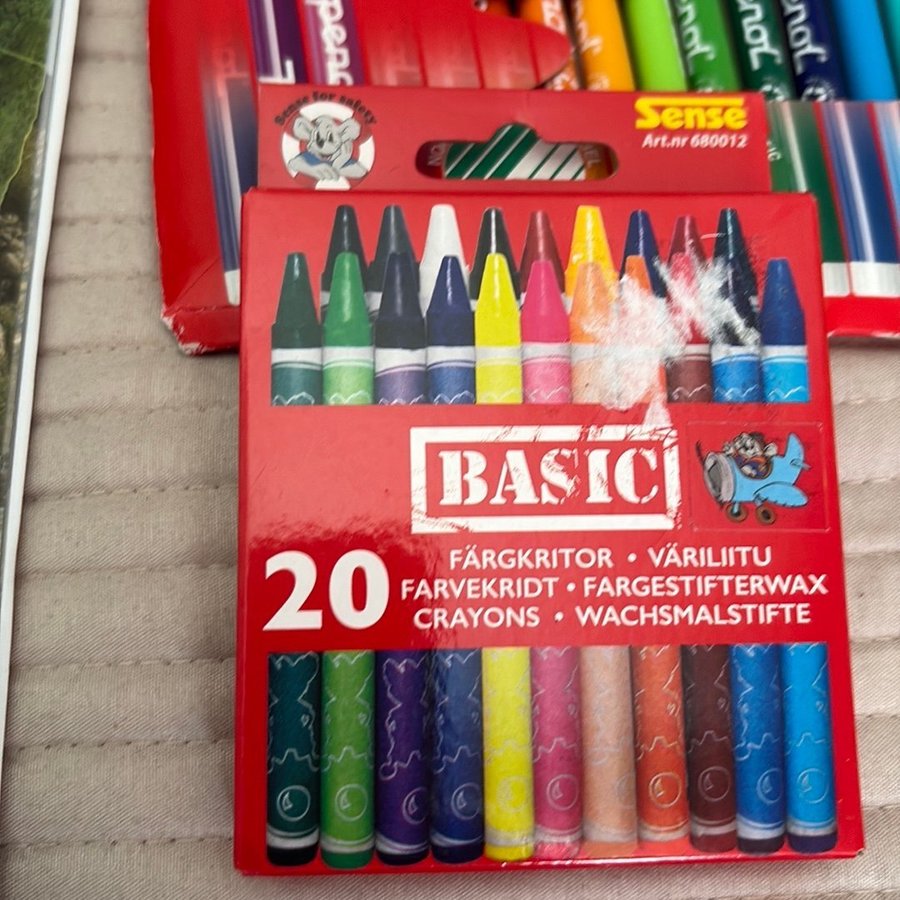 Sense for safety
Sense
Art.nr 680012
BASIC
20
FÄRGKRITOR • VÄRILIITU
FARVEKRIDT • FARGESTIFTERWAX
CRAYONS • WACHSMALSTIFTE